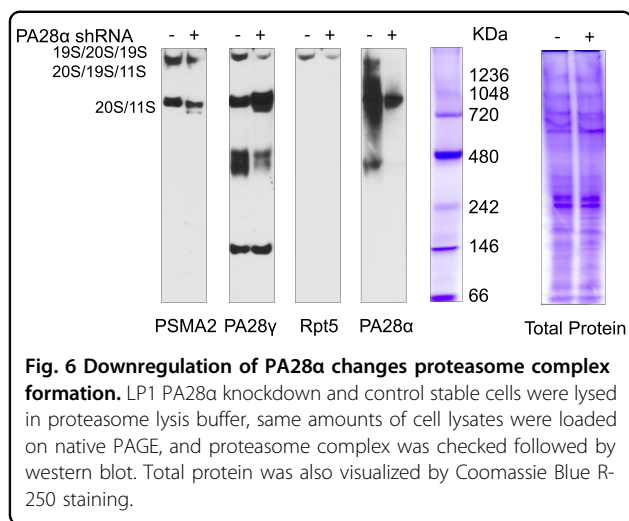 PA28α shRNA - + - + - + - + KDa - +
19S/20S/19S
20S/19S/11S
1236
1048
20S/11S
720
480
242
146
66
PSMA2 PA28γ Rpt5 PA28α Total Protein
Fig. 6 Downregulation of PA28α changes proteasome complex
formation. LP1 PA28α knockdown and control stable cells were lysed
in proteasome lysis buffer, same amounts of cell lysates were loaded
on native PAGE, and proteasome complex was checked followed by
western blot. Total protein was also visualized by Coomassie Blue R-
250 staining.